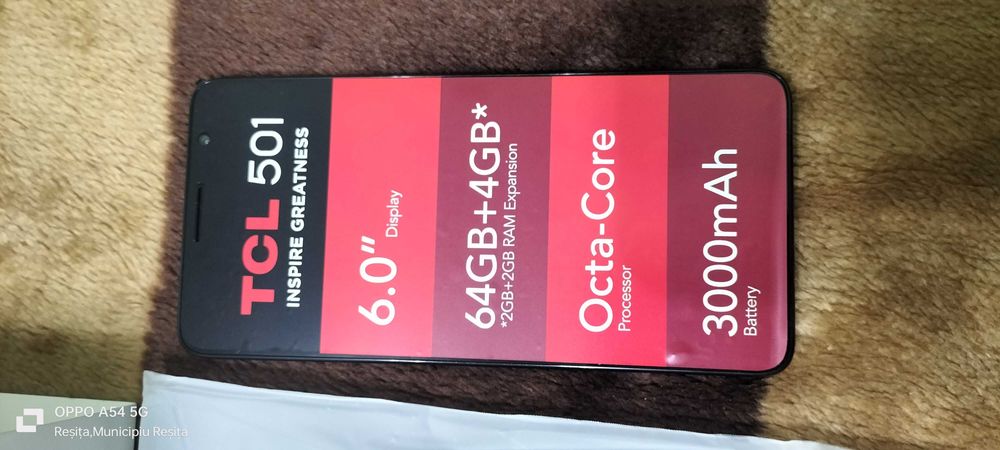 TCL 501
INSPIRE GREATNESS
6.0"
Display
64GB+4GB*
*2GB+2GB RAM Expansion
Octa-Core
Processor
3000mAh
Battery
OPPO A54 5G
Reșița,Municipiu Reșița